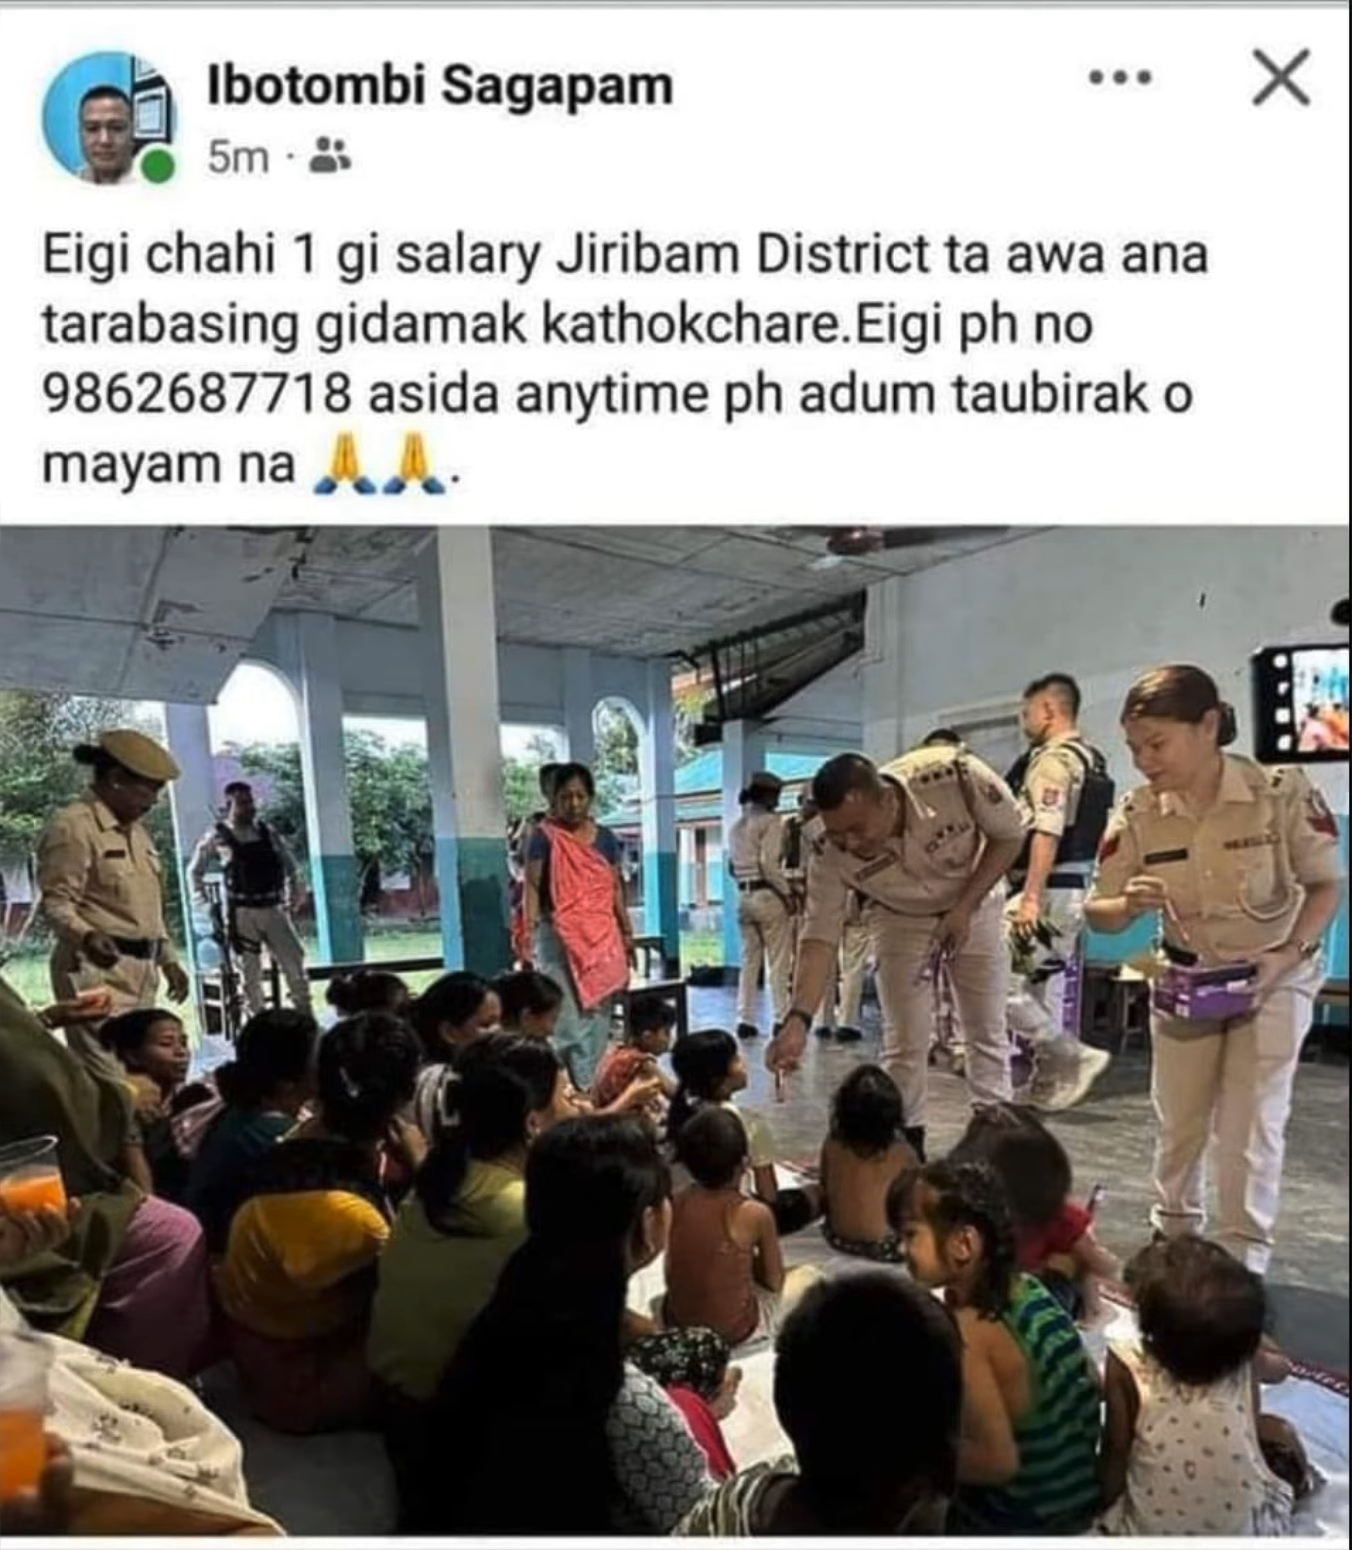 Ibotombi Sagapam
5m ·
Eigi chahi 1 gi salary Jiribam District ta awa ana
tarabasing gidamak kathokchare.Eigi ph no
9862687718 asida anytime ph adum taubirak o
mayam na 🙏🙏.